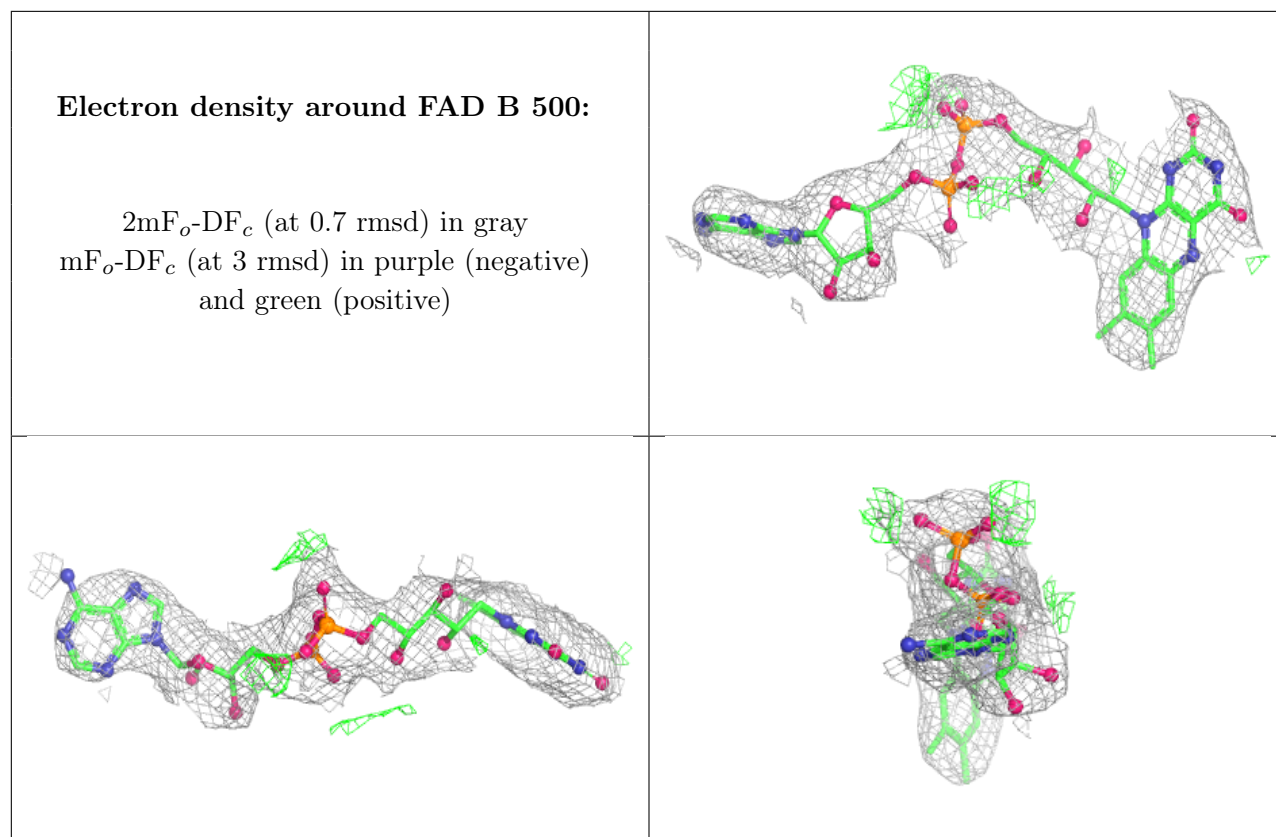 Electron density around FAD B 500:
2mFo-DFc (at 0.7 rmsd) in gray
mFo-DFc (at 3 rmsd) in purple (negative)
and green (positive)